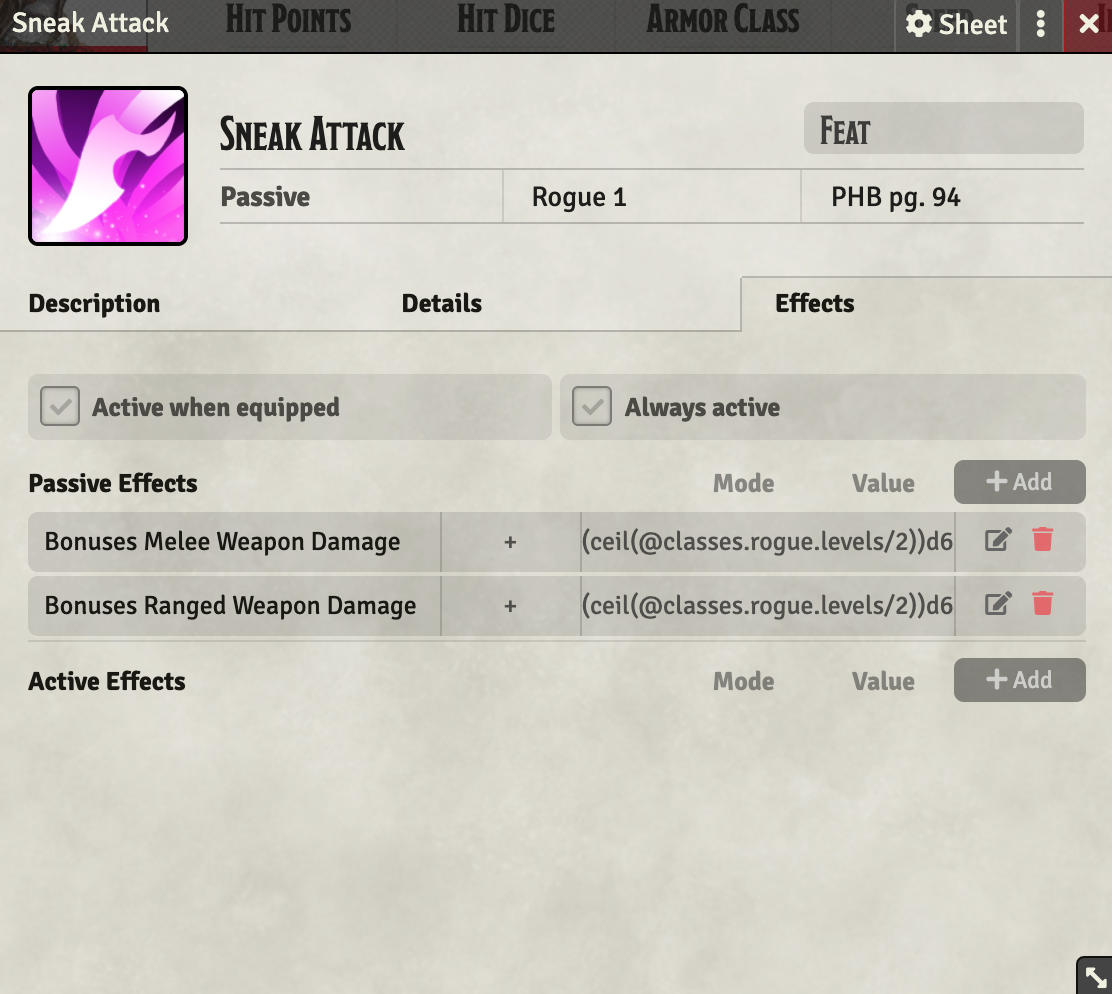 Sneak Attack
Hit Points
Hit Dice
Armor Class
Sheet
Sneak Attack
Feat
Passive
Rogue 1
PHB pg. 94
Description
Details
Effects
Active when equipped
Always active
Passive Effects Mode Value + Add
Bonuses Melee Weapon Damage + (ceil(@classes.rogue.levels/2))d6
Bonuses Ranged Weapon Damage + (ceil(@classes.rogue.levels/2))d6
Active Effects Mode Value + Add